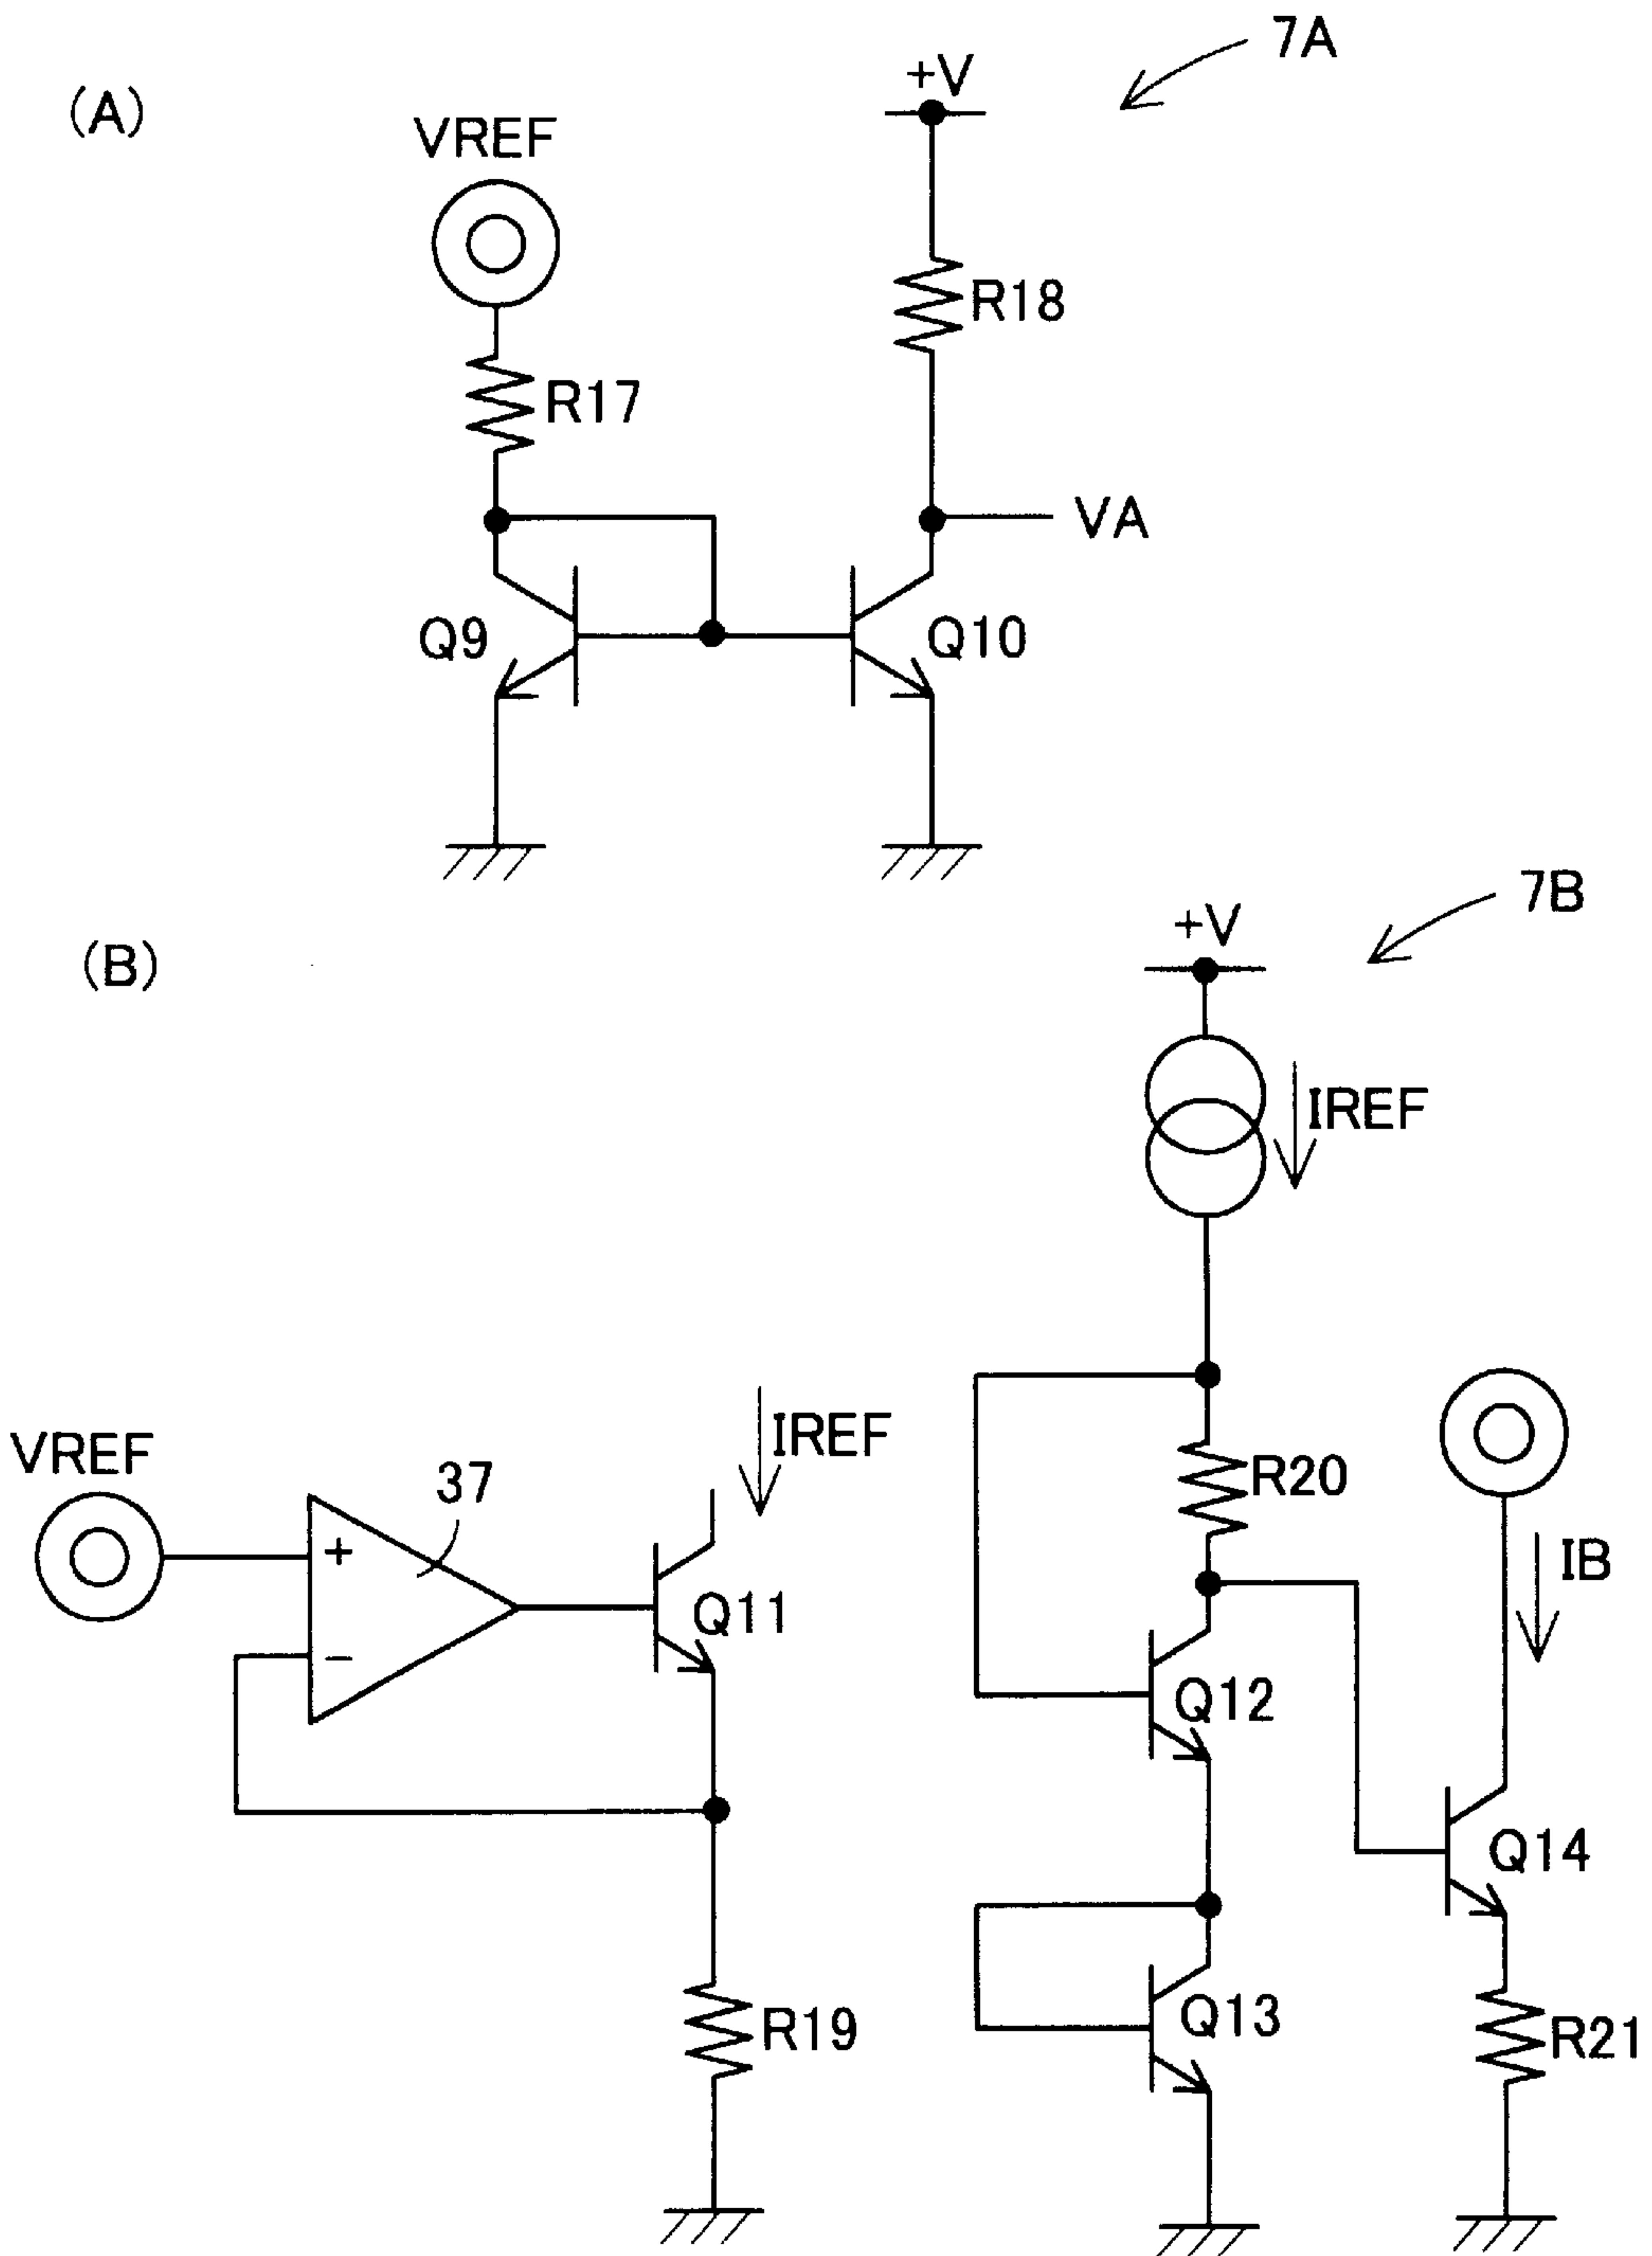 (A)
7A
+V
VREF
R18
R17
VA
Q9
Q10
(B)
7B
+V
IREF
IREF
VREF
37
+
−
Q11
R20
IB
Q12
Q14
Q13
R19
R21